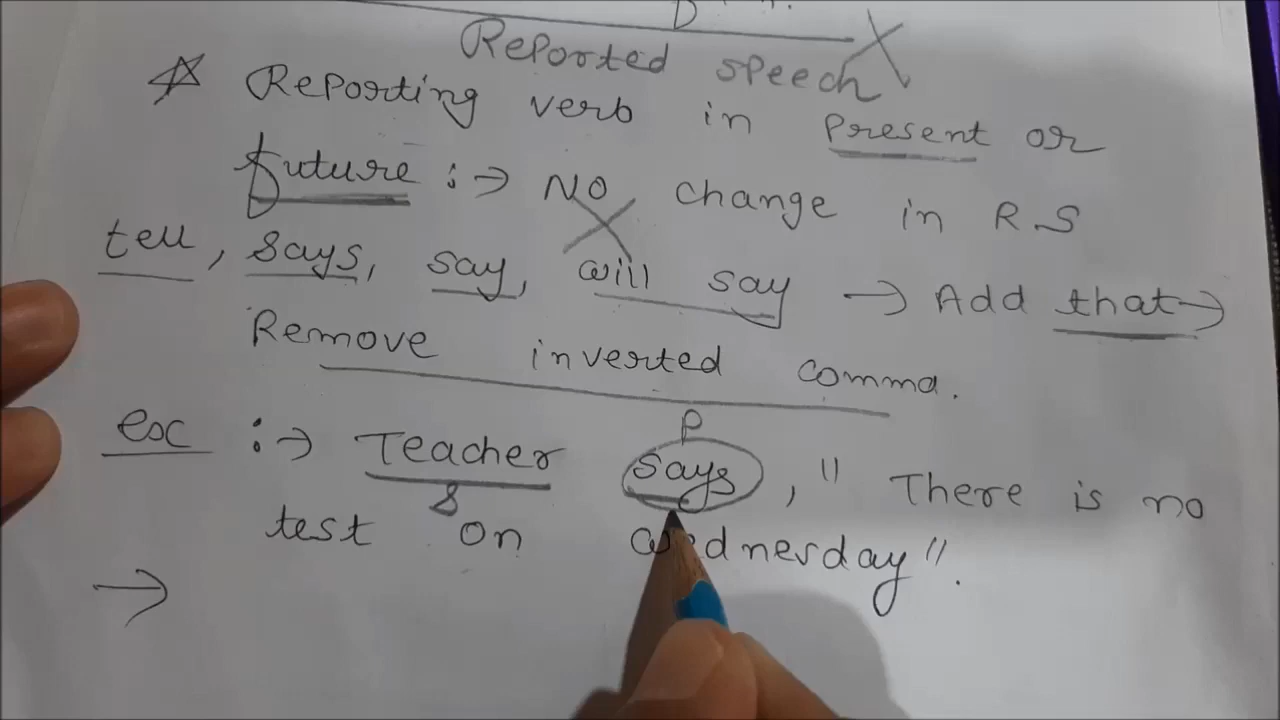 D
Reported speech
☆ Reporting verb in Present or
future :→ NO change in R.S
tell, says, say, will say → Add that→
Remove inverted comma.
P
ex :→ Teacher says, " There is no
S
test on wednesday".
→